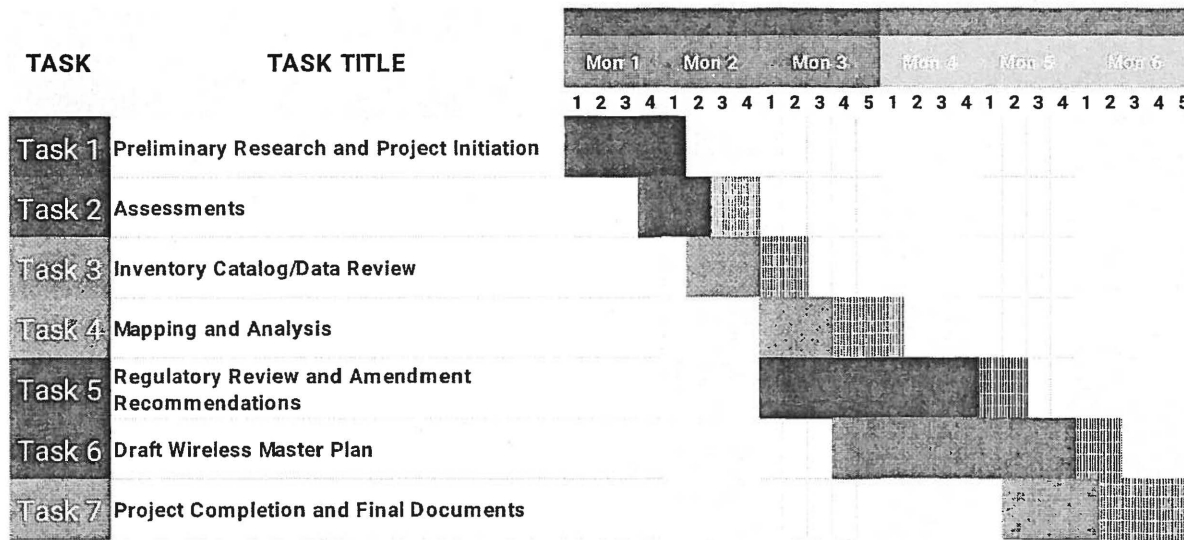 TASK TASK TITLE Mon 1 Mon 2 Mon 3 Mon 4 Mon 5 Mon 6
1 2 3 4 1 2 3 4 1 2 3 4 5 1 2 3 4 1 2 3 4 1 2 3 4 5
Task 1 Preliminary Research and Project Initiation
Task 2 Assessments
Task 3 Inventory Catalog/Data Review
Task 4 Mapping and Analysis
Task 5 Regulatory Review and Amendment
Recommendations
Task 6 Draft Wireless Master Plan
Task 7 Project Completion and Final Documents